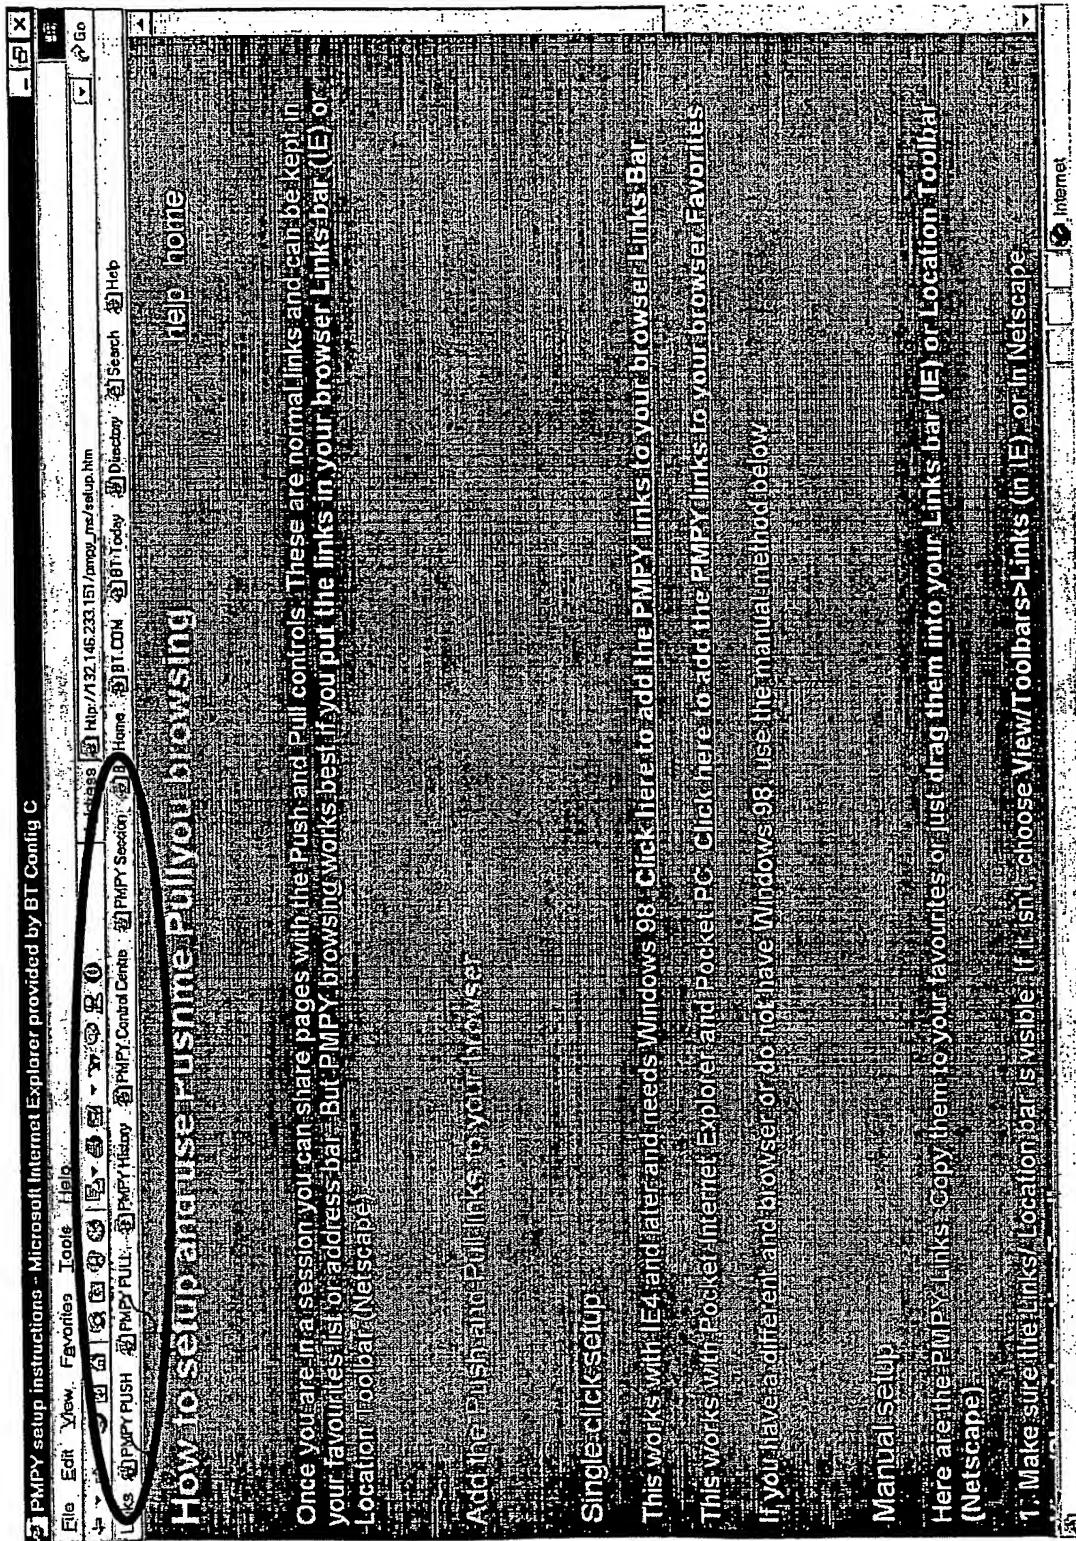 PMPY setup instructions - Microsoft Internet Explorer provided by BT Config C
File Edit View Favorites Tools Help
http://132.146.233.151/pmpy_ms/setup.htm Go
PMPY PUSH PMPY PULL PMPY History PMPY Control Centre PMPY Session Home BT.COM BT Today Directory Search Help
How to setup and use Pushme Pullyou browsing help home
Once you are in a session you can share pages with the Push and Pull controls. These are normal links and can be kept in
your favourites list or address bar. But PMPY browsing works best if you put the links in your browser Links bar (IE) or
Location Toolbar (Netscape)
Add the Push and Pull links to your browser
Single click setup
This works with IE4 and later and needs Windows 98 Click here to add the PMPY links to your browser Links Bar
This works with Pocket Internet Explorer and Pocket PC. Click here to add the PMPY links to your browser Favorites
If you have a different and browser or do not have Windows 98, use the manual method below
Manual setup
Here are the PMPY Links. Copy them to your favourites or just drag them into your Links bar (IE) or Location Toolbar
(Netscape).
1. Make sure the Links/ Location bar is visible. If it isn't, choose View/Toolbars>Links (in IE), or in Netscape
Internet